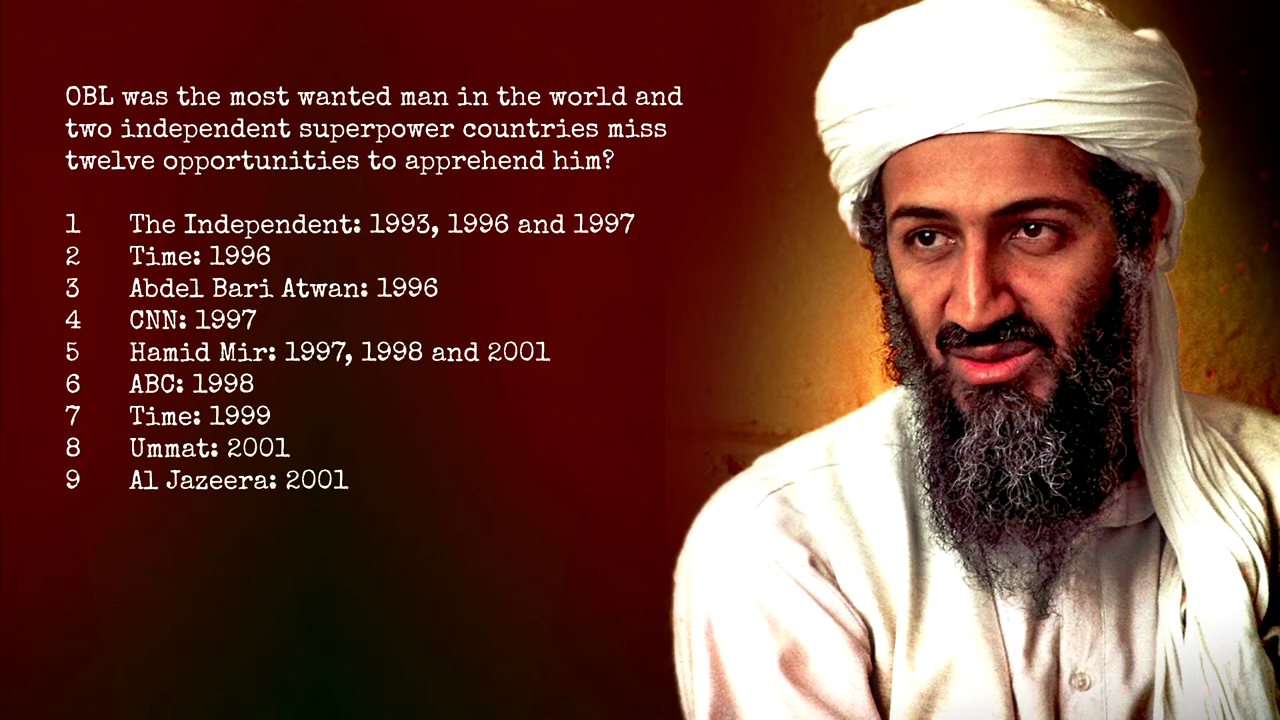 OBL was the most wanted man in the world and
two independent superpower countries miss
twelve opportunities to apprehend him?
1 The Independent: 1993, 1996 and 1997
2 Time: 1996
3 Abdel Bari Atwan: 1996
4 CNN: 1997
5 Hamid Mir: 1997, 1998 and 2001
6 ABC: 1998
7 Time: 1999
8 Ummat: 2001
9 Al Jazeera: 2001